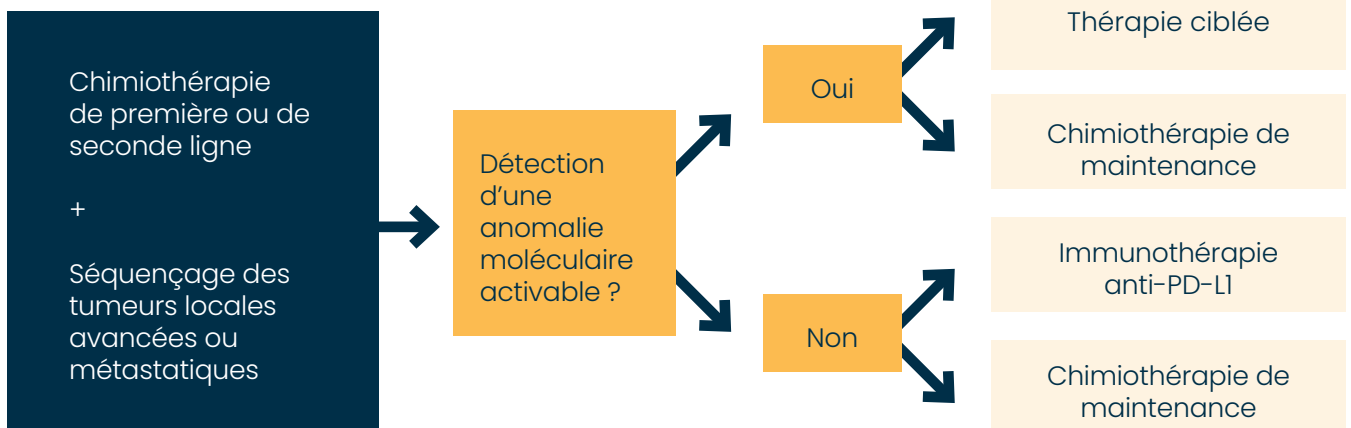 Chimiothérapie
de première ou de
seconde ligne
+
Séquençage des
tumeurs locales
avancées ou
métastatiques
Détection
d'une
anomalie
moléculaire
activable ?
Oui
Non
Thérapie ciblée
Chimiothérapie de
maintenance
Immunothérapie
anti-PD-L1
Chimiothérapie de
maintenance